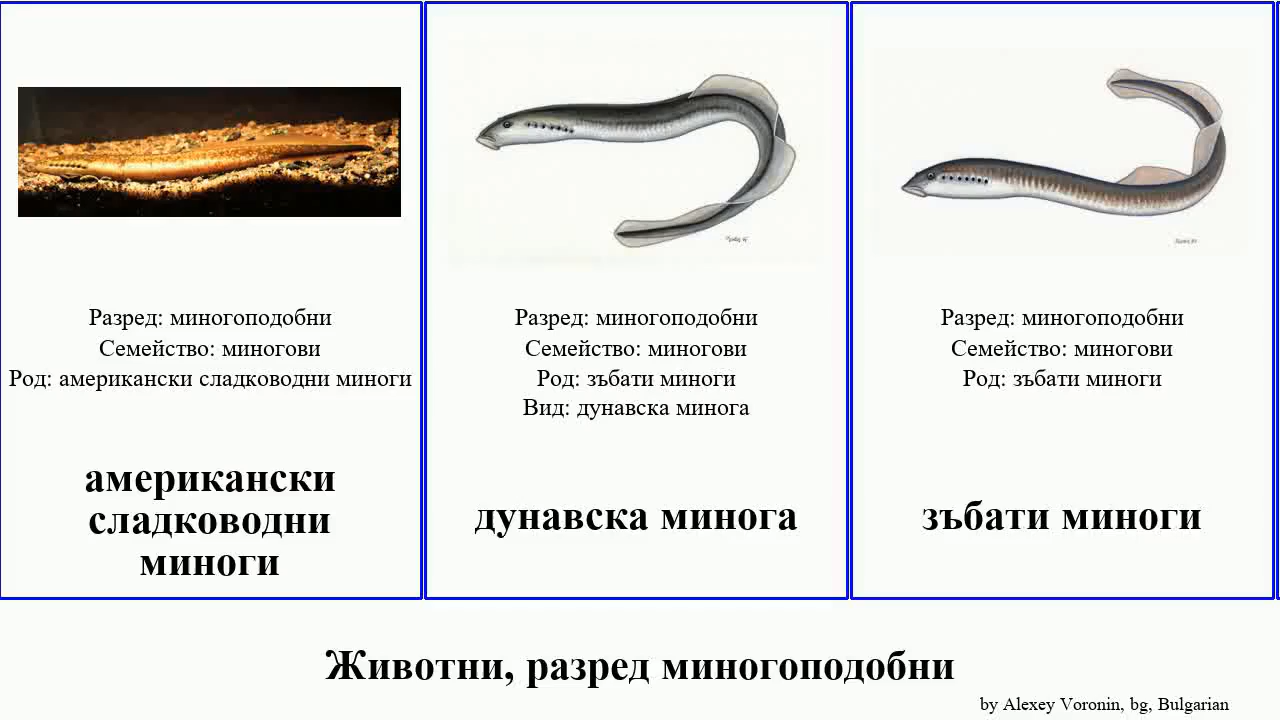 Разред: миногоподобни
Семейство: миногови
Род: американски сладководни миноги
американски
сладководни
миноги
Разред: миногоподобни
Семейство: миногови
Род: зъбати миноги
Вид: дунавска минога
дунавска минога
Разред: миногоподобни
Семейство: миногови
Род: зъбати миноги
зъбати миноги
Животни, разред миногоподобни
by Alexey Voronin, bg, Bulgarian